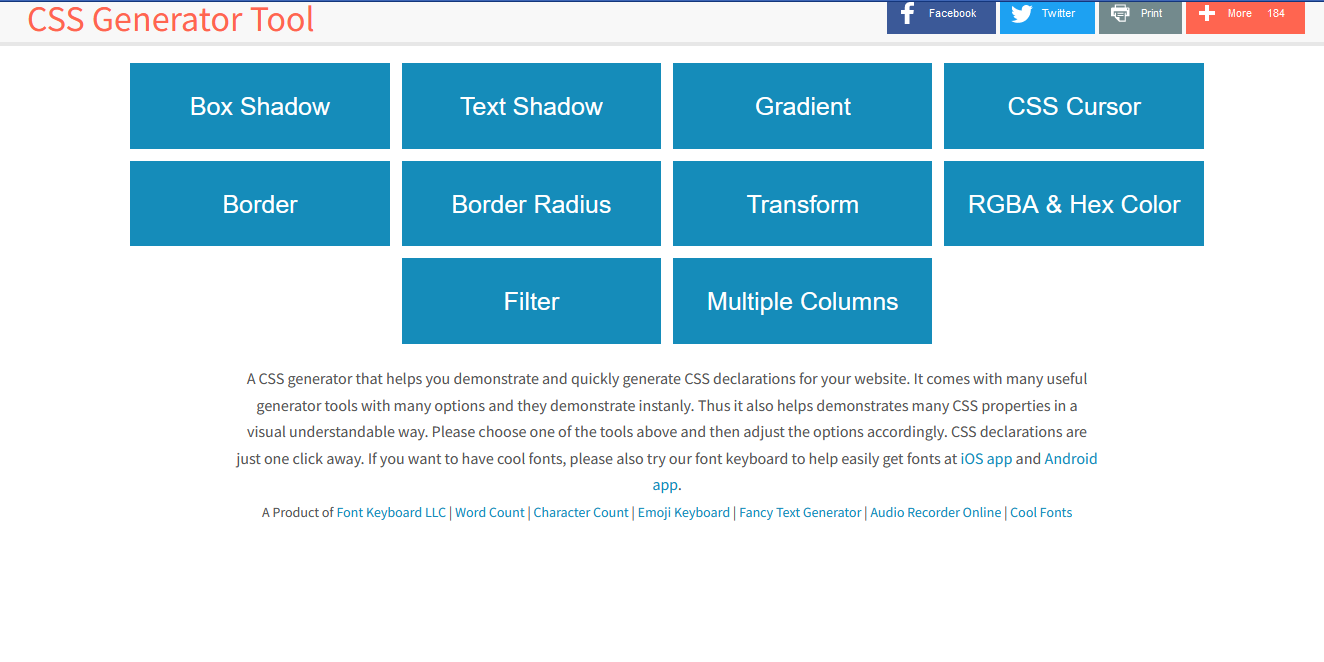 CSS Generator Tool
Facebook
Twitter
Print
More 184
Box Shadow
Text Shadow
Gradient
CSS Cursor
Border
Border Radius
Transform
RGBA & Hex Color
Filter
Multiple Columns
A CSS generator that helps you demonstrate and quickly generate CSS declarations for your website. It comes with many useful
generator tools with many options and they demonstrate instanly. Thus it also helps demonstrates many CSS properties in a
visual understandable way. Please choose one of the tools above and then adjust the options accordingly. CSS declarations are
just one click away. If you want to have cool fonts, please also try our font keyboard to help easily get fonts at iOS app and Android
app.
A Product of Font Keyboard LLC | Word Count | Character Count | Emoji Keyboard | Fancy Text Generator | Audio Recorder Online | Cool Fonts